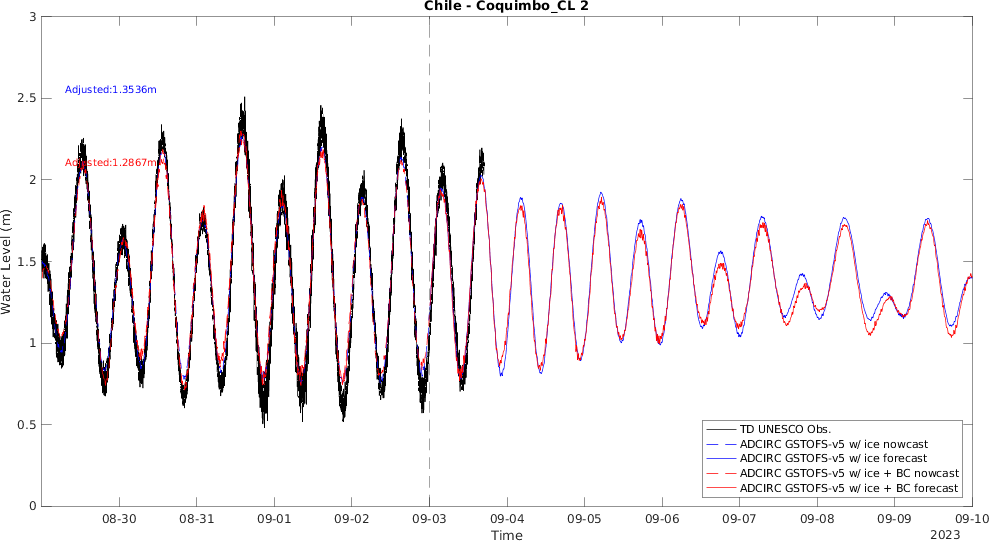 Chile - Coquimbo_CL 2
3
2.5
2
1.5
1
0.5
0
Water Level (m)
Adjusted:1.3536m
Adjusted:1.2867m
TD UNESCO Obs.
ADCIRC GSTOFS-v5 w/ ice nowcast
ADCIRC GSTOFS-v5 w/ ice forecast
ADCIRC GSTOFS-v5 w/ ice + BC nowcast
ADCIRC GSTOFS-v5 w/ ice + BC forecast
08-30 08-31 09-01 09-02 09-03 09-04 09-05 09-06 09-07 09-08 09-09 09-10
Time
2023